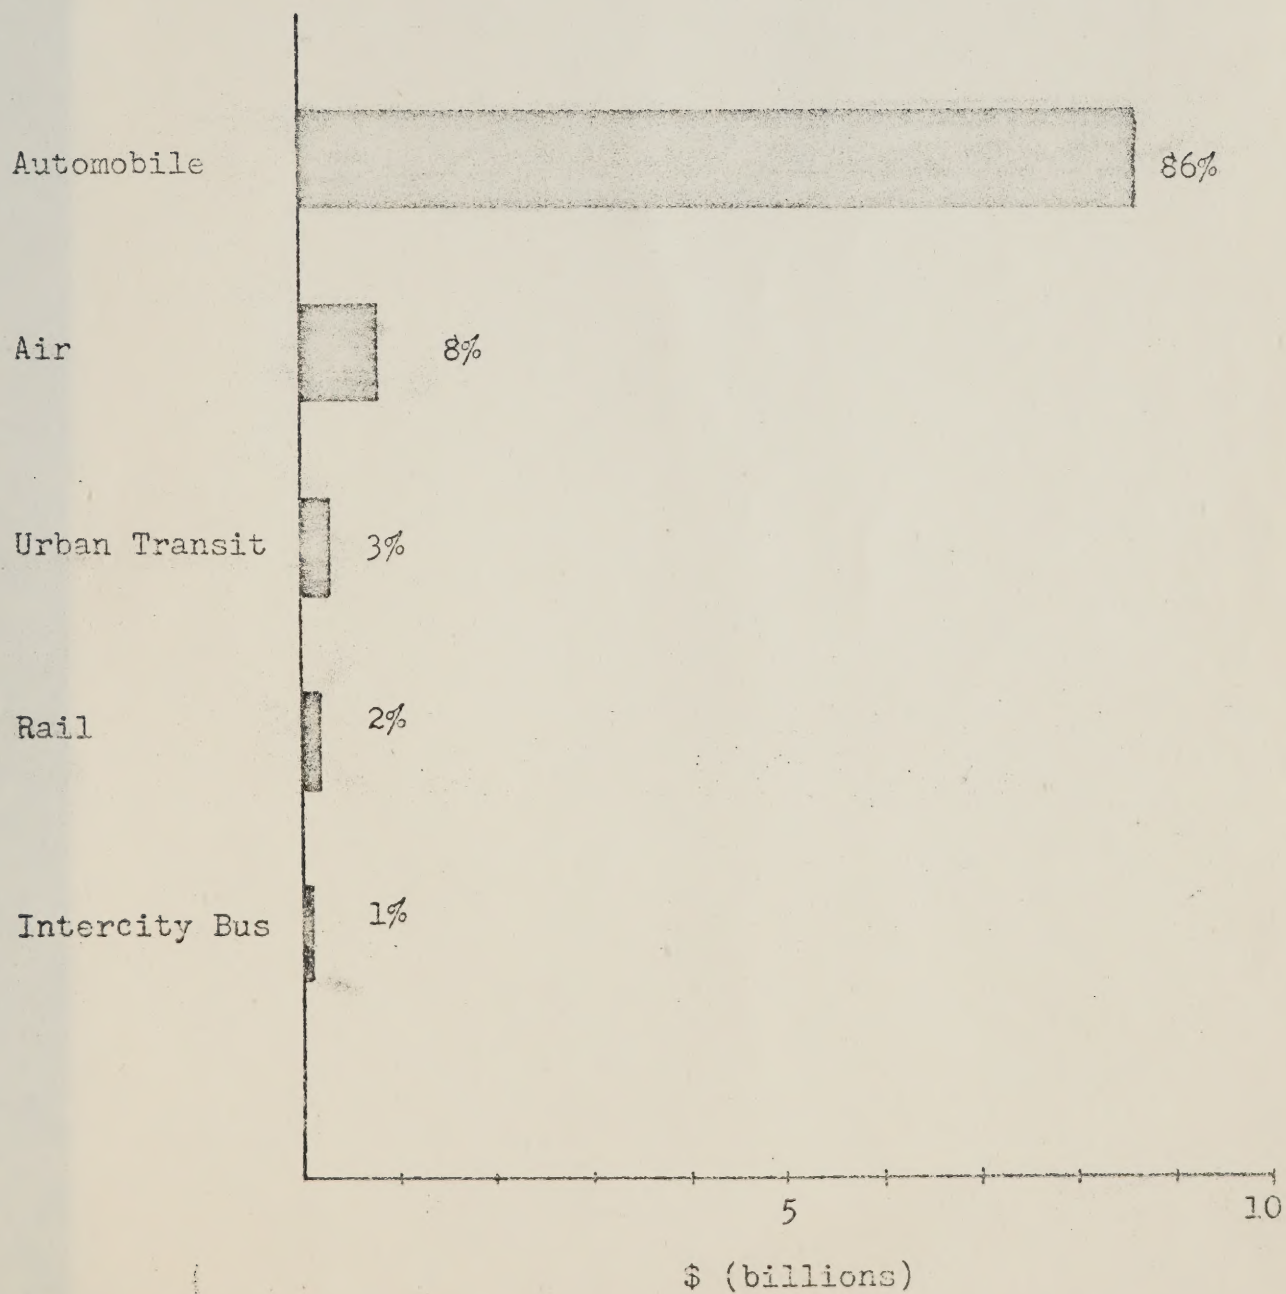 Automobile 86%
Air 8%
Urban Transit 3%
Rail 2%
Intercity Bus 1%
5 10
$ (billions)